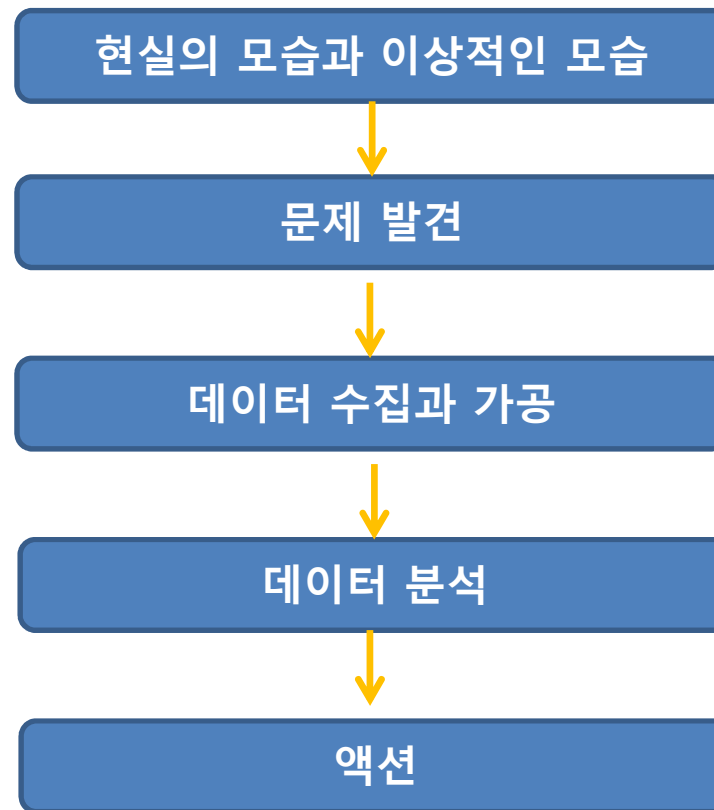 현실의 모습과 이상적인 모습
문제 발견
데이터 수집과 가공
데이터 분석
액션